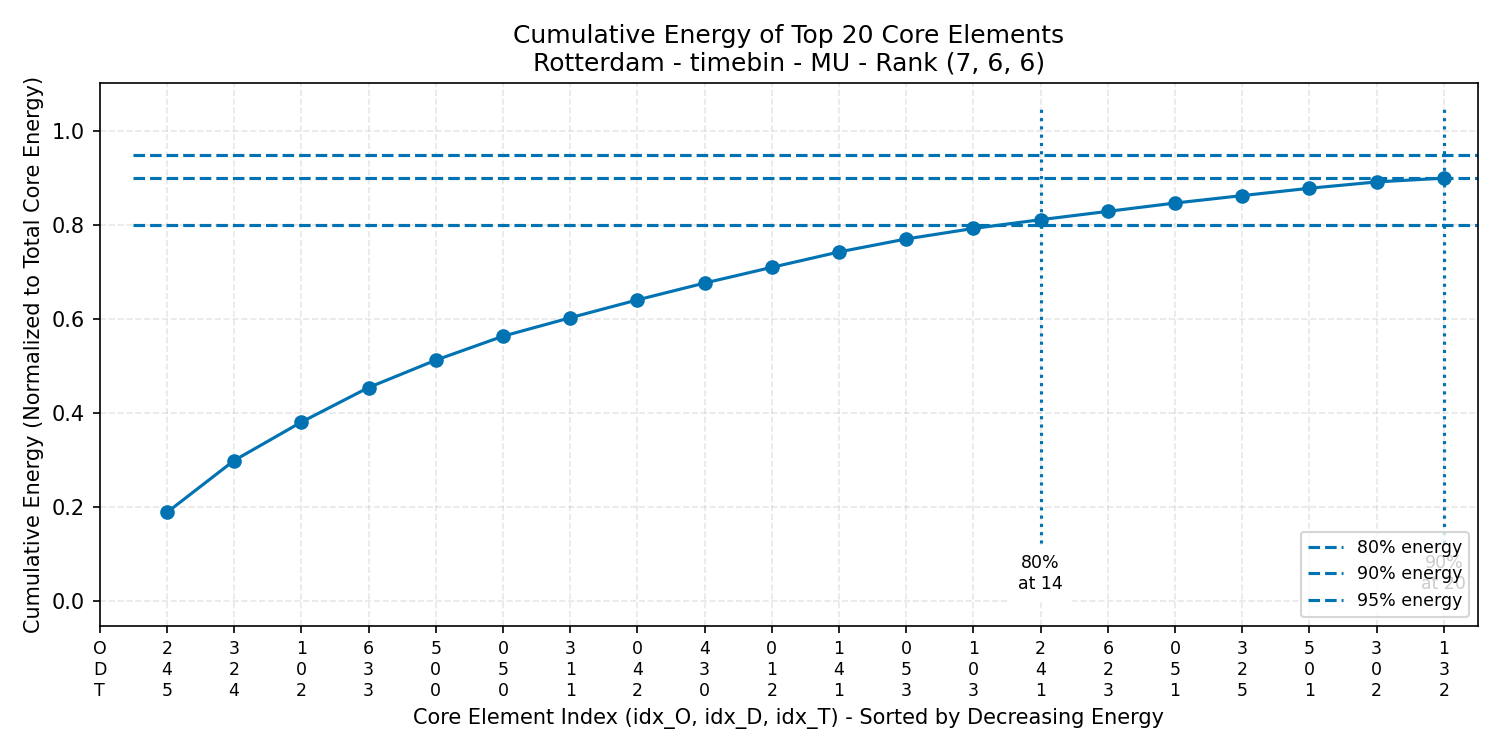 Cumulative Energy of Top 20 Core Elements
Rotterdam - timebin - MU - Rank (7, 6, 6)
Cumulative Energy (Normalized to Total Core Energy)
1.0
0.8
0.6
0.4
0.2
0.0
80%
at 14
90%
at 20
80% energy
90% energy
95% energy
O 2 3 1 6 5 0 3 0 4 0 1 0 1 2 6 0 3 5 3 1
D 4 2 0 3 0 5 1 4 3 1 4 5 0 4 2 5 2 0 0 3
T 5 4 2 3 0 0 1 2 0 2 1 3 3 1 3 1 5 1 2 2
Core Element Index (idx_O, idx_D, idx_T) - Sorted by Decreasing Energy